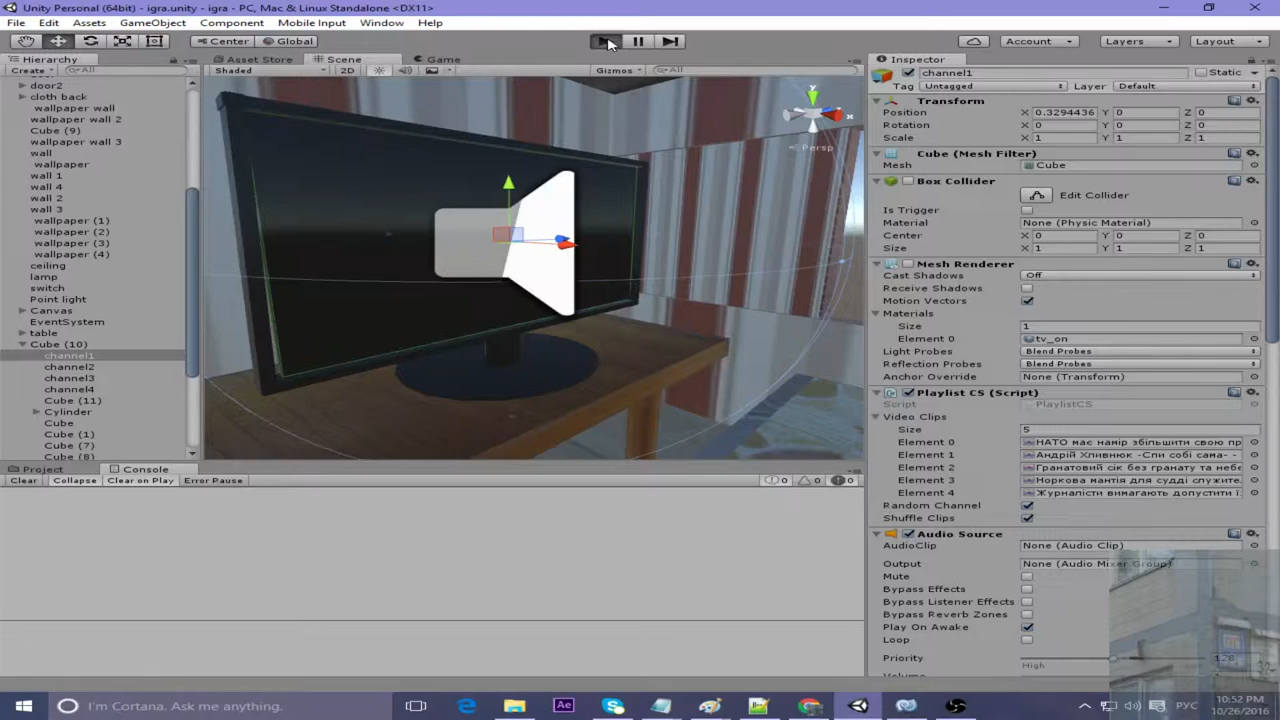 Unity Personal (64bit) - igra.unity - igra - PC, Mac & Linux Standalone <DX11>
File Edit Assets GameObject Component Mobile Input Window Help
Center Global Account Layers Layout
Hierarchy Asset Store Scene Game Inspector
Create All Shaded 2D Gizmos All channel1 Static
Tag Untagged Layer Default
door2
cloth back
wallpaper wall
wallpaper wall 2
Cube (9)
wallpaper wall 3
wall
wallpaper
wall 1
wall 4
wall 2
wall 3
wallpaper (1)
wallpaper (2)
wallpaper (3)
wallpaper (4)
ceiling
lamp
switch
Point light
Canvas
EventSystem
table
Cube (10)
channel1
channel2
channel3
channel4
Cube (11)
Cylinder
Cube
Cube (1)
Cube (7)
Cube (8)
y
x
Persp
Transform
Position X 0.3294436 Y 0 Z 0
Rotation X 0 Y 0 Z 0
Scale X 1 Y 1 Z 1
Cube (Mesh Filter)
Mesh Cube
Box Collider
Edit Collider
Is Trigger
Material None (Physic Material)
Center X 0 Y 0 Z 0
Size X 1 Y 1 Z 1
Mesh Renderer
Cast Shadows Off
Receive Shadows
Motion Vectors
Materials
Size 1
Element 0 tv_on
Light Probes Blend Probes
Reflection Probes Blend Probes
Anchor Override None (Transform)
Playlist CS (Script)
Script PlaylistCS
Video Clips
Size 5
Element 0 НАТО має намір збільшити свою пр
Element 1 Андрій Хливнюк -Спи собі сама- -
Element 2 Гранатовий сік без гранату та небе
Element 3 Норкова мантія для судді служите
Element 4 Журналісти вимагають допустити ї
Random Channel
Shuffle Clips
Audio Source
AudioClip None (Audio Clip)
Output None (Audio Mixer Group)
Mute
Bypass Effects
Bypass Listener Effects
Bypass Reverb Zones
Play On Awake
Loop
Priority 128
High
Project Console
Clear Collapse Clear on Play Error Pause 0 0 0
I'm Cortana. Ask me anything.
Ae
РУС
10:52 PM
10/26/2016